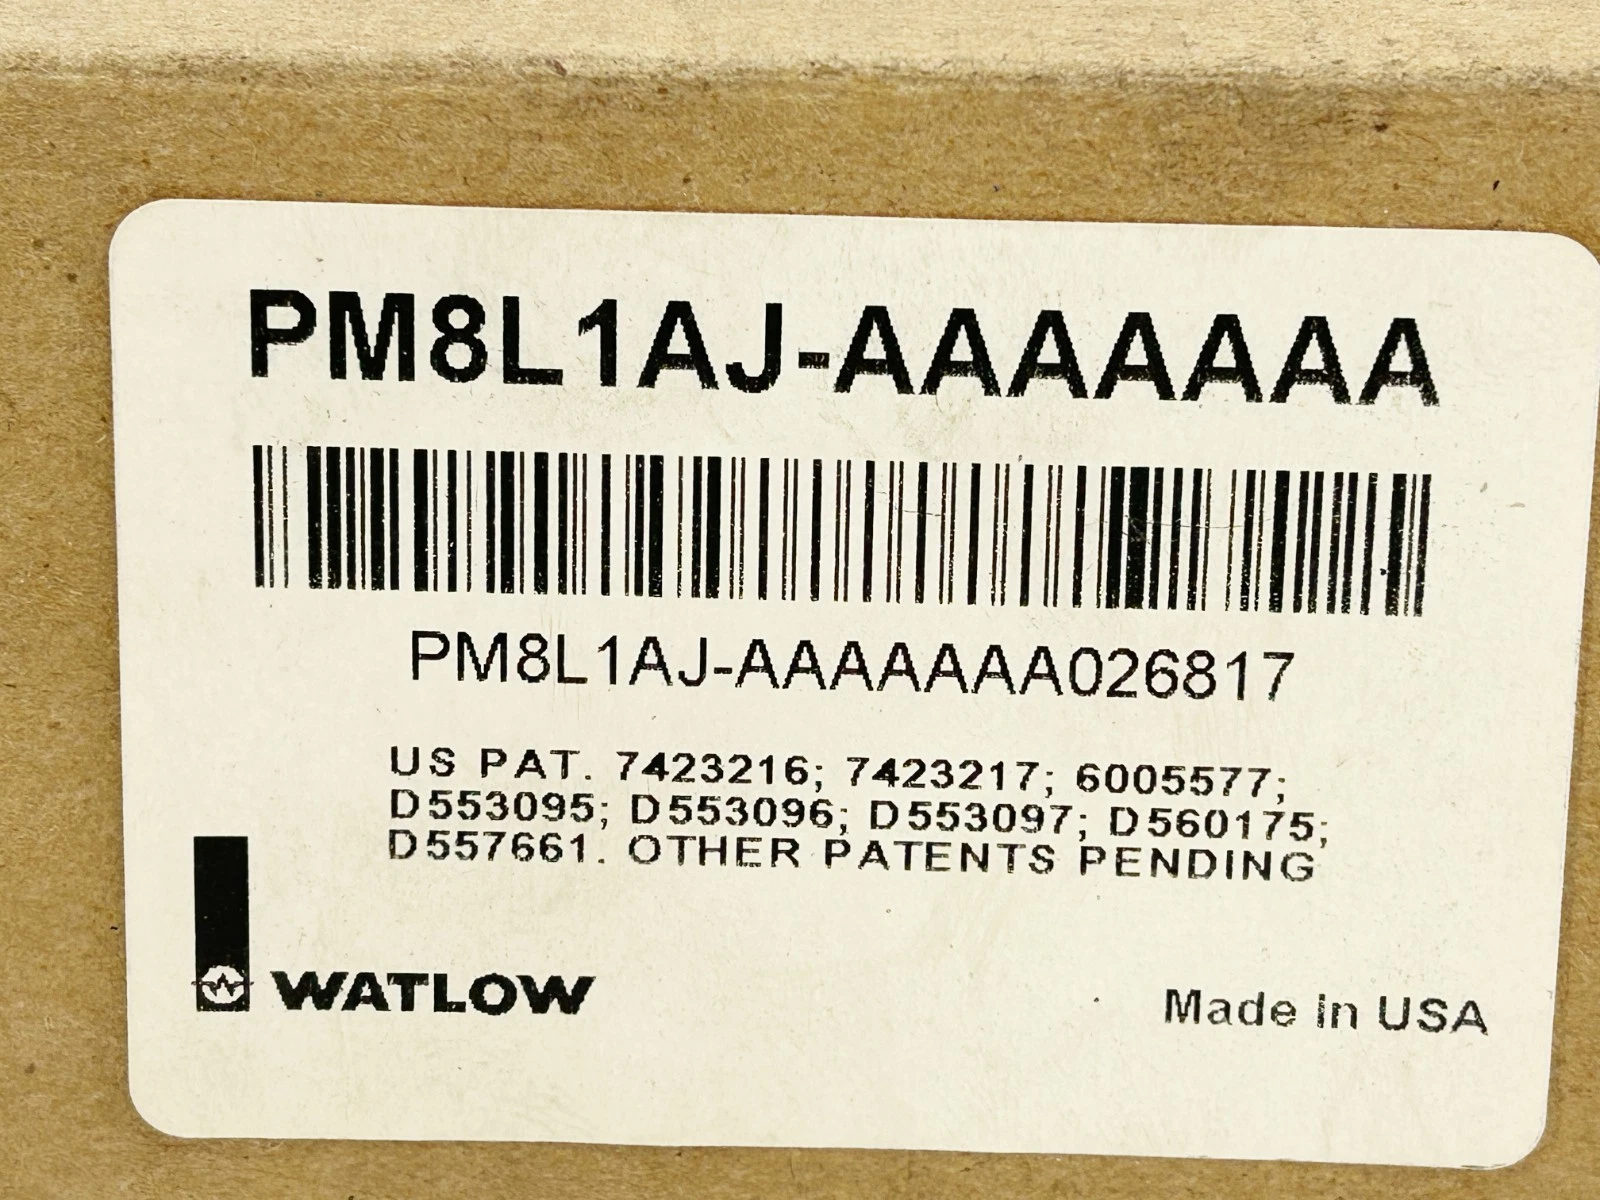 PM8L1AJ-AAAAAAA
PM8L1AJ-AAAAAAA026817
US PAT. 7423216; 7423217; 6005577;
D553095; D553096; D553097; D560175;
D557661. OTHER PATENTS PENDING
WATLOW
Made in USA